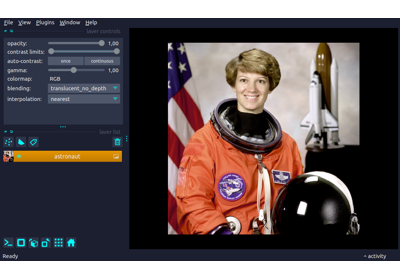 File View Plugins Window Help
layer controls
opacity: 1,00
contrast limits:
auto-contrast: once continuous
gamma: 1,00
colormap: RGB
blending: translucent_no_depth
interpolation: nearest
layer list
astronaut
Ready
activity